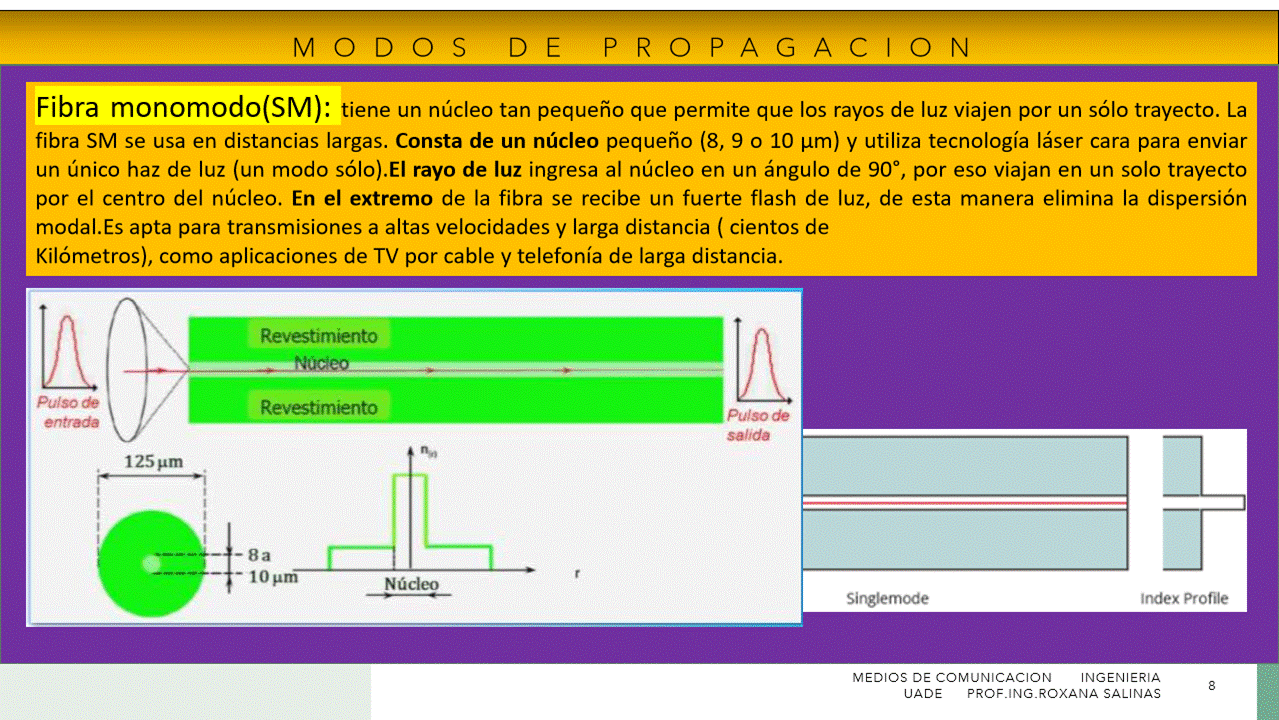 MODOS DE PROPAGACION
Fibra monomodo(SM): tiene un núcleo tan pequeño que permite que los rayos de luz viajen por un sólo trayecto. La
fibra SM se usa en distancias largas. Consta de un núcleo pequeño (8, 9 o 10 µm) y utiliza tecnología láser cara para enviar
un único haz de luz (un modo sólo).El rayo de luz ingresa al núcleo en un ángulo de 90°, por eso viajan en un solo trayecto
por el centro del núcleo. En el extremo de la fibra se recibe un fuerte flash de luz, de esta manera elimina la dispersión
modal.Es apta para transmisiones a altas velocidades y larga distancia ( cientos de
Kilómetros), como aplicaciones de TV por cable y telefonía de larga distancia.
Revestimiento
Núcleo
Revestimiento
Pulso de
entrada
Pulso de
salida
125 µm
n(r)
8 a
10 µm
Núcleo
r
Singlemode
Index Profile
MEDIOS DE COMUNICACION INGENIERIA
UADE PROF.ING.ROXANA SALINAS
8